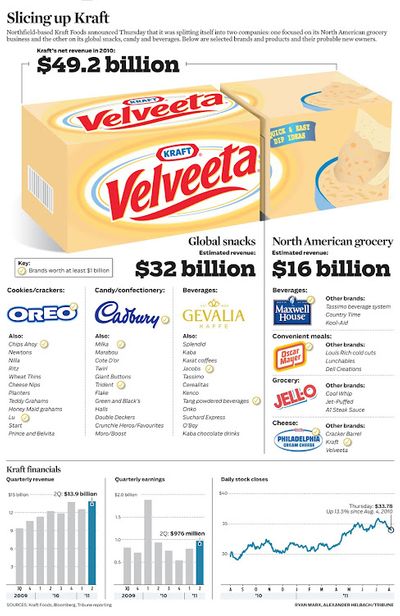 Slicing up Kraft
Northfield-based Kraft Foods announced Thursday that it was splitting itself into two companies: one focused on its North American grocery
business and the other on its global snacks, candy and beverages. Below are selected brands and products and their probable new owners.
Kraft's net revenue in 2010:
$49.2 billion
KRAFT
Velveeta
QUICK & EASY
DIP IDEAS
KRAFT
Velveeta
Key:
Brands worth at least $1 billion
Global snacks
Estimated revenue:
$32 billion
North American grocery
Estimated revenue:
$16 billion
Cookies/crackers:
OREO
Also:
Chips Ahoy
Newtons
Nilla
Ritz
Wheat Thins
Cheese Nips
Planters
Teddy Grahams
Honey Maid grahams
Lu
Start
Prince and Belvita
Candy/confectionery:
Cadbury
Also:
Milka
Marabou
Cote D'or
Twirl
Giant Buttons
Trident
Flake
Green and Black's
Halls
Double Deckers
Crunchie Heros/Favourites
Moro/Boost
Beverages:
GEVALIA
KAFFE
Also:
Splendid
Kaba
Karat coffees
Jacobs
Tassimo
Cerealitas
Kenco
Tang powdered beverages
Oriko
Suchard Express
O'Boy
Kaba chocolate drinks
Beverages:
MAXWELL
HOUSE
Other brands:
Tassimo beverage system
Country Time
Kool-Aid
Convenient meals:
Oscar
Mayer
Other brands:
Louis Rich cold cuts
Lunchables
Deli Creations
Grocery:
JELL-O
Other brands:
Cool Whip
Jet-Puffed
A1 Steak Sauce
Cheese:
PHILADELPHIA
CREAM CHEESE
Other brands:
Cracker Barrel
Kraft
Velveeta
Kraft financials
Quarterly revenue
$15 billion
2Q: $13.9 billion
12
9
6
3
0
3Q 4 1 2 3 4 1 2
2009 '10 '11
Quarterly earnings
$2.0 billion
2Q: $976 million
1.5
1.0
0.5
0
3Q 4 1 2 3 4 1 2
2009 '10 '11
Daily stock closes
$40
Thursday: $33.78
Up 13.5% since Aug. 4, 2010
35
30
A S O N D J F M A M J J A
'10 '11
SOURCES: Kraft Foods, Bloomberg, Tribune reporting
RYAN MARK, ALEXANDER HELBACH/TRIBUNE